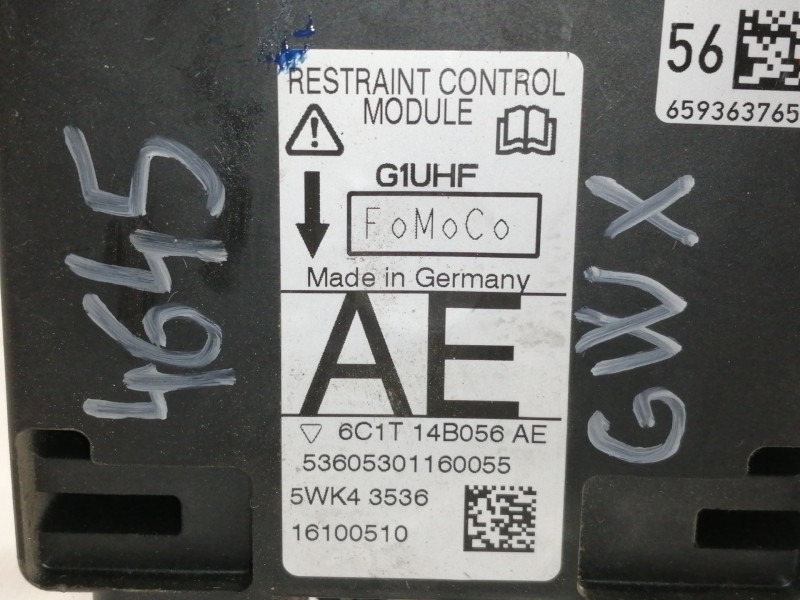 RESTRAINT CONTROL
MODULE
G1UHF
FoMoCo
Made in Germany
AE
6C1T 14B056 AE
53605301160055
5WK4 3536
16100510
56
659363765
4645
GWX